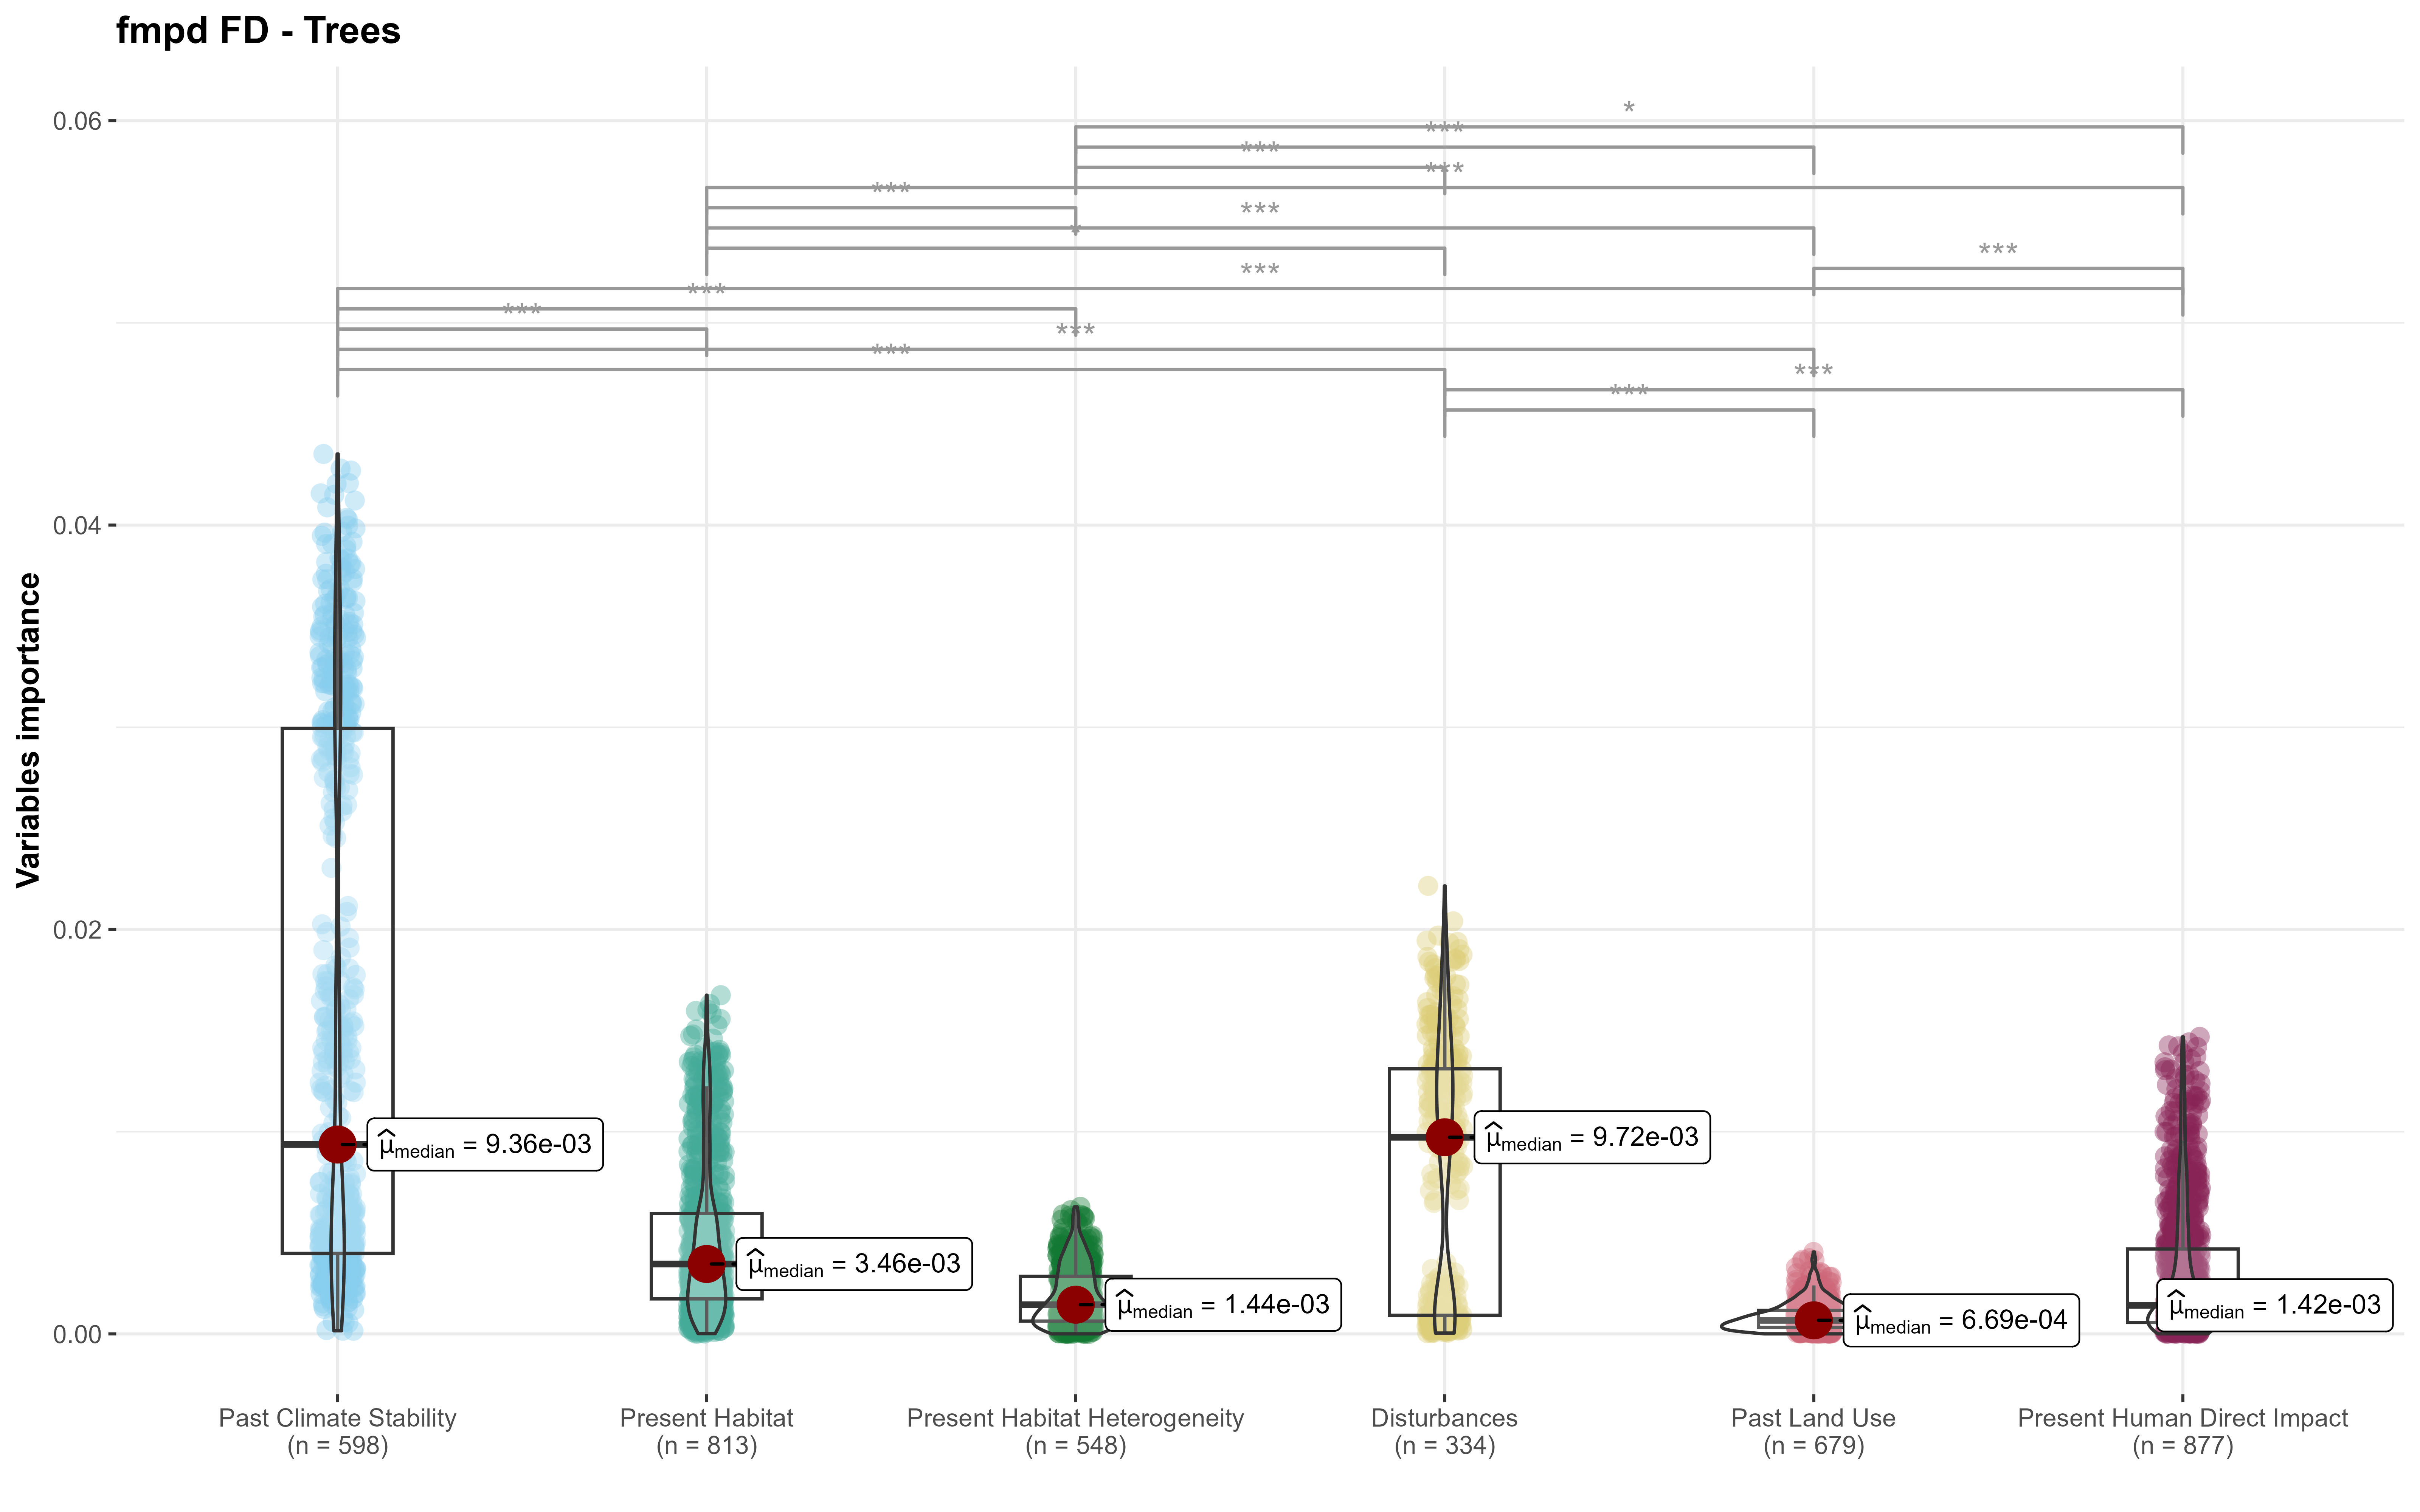 fmpd FD - Trees
Variables importance
0.06
0.04
0.02
0.00
*
***
***
***
***
***
*
***
***
***
***
***
***
***
***
μ̂median = 9.36e-03
μ̂median = 3.46e-03
μ̂median = 1.44e-03
μ̂median = 9.72e-03
μ̂median = 6.69e-04
μ̂median = 1.42e-03
Past Climate Stability
(n = 598)
Present Habitat
(n = 813)
Present Habitat Heterogeneity
(n = 548)
Disturbances
(n = 334)
Past Land Use
(n = 679)
Present Human Direct Impact
(n = 877)